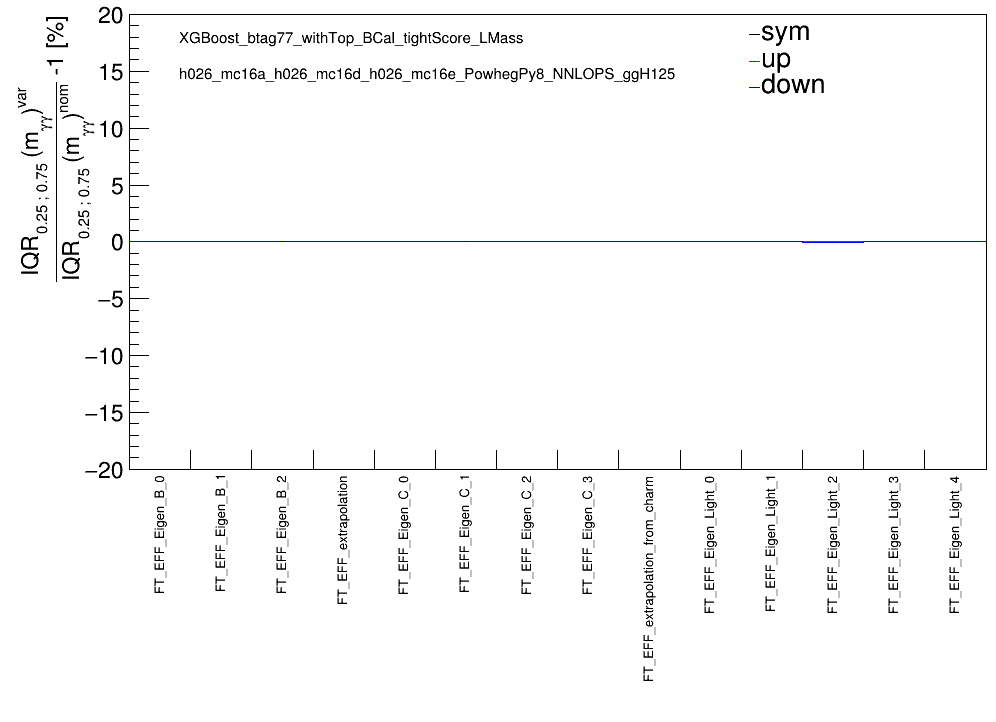 IQR0.25 ; 0.75 (mγγ)var
IQR0.25 ; 0.75 (mγγ)nom -1 [%]
20
15
10
5
0
−5
−10
−15
−20
XGBoost_btag77_withTop_BCal_tightScore_LMass
h026_mc16a_h026_mc16d_h026_mc16e_PowhegPy8_NNLOPS_ggH125
sym
up
down
FT_EFF_Eigen_B_0
FT_EFF_Eigen_B_1
FT_EFF_Eigen_B_2
FT_EFF_extrapolation
FT_EFF_Eigen_C_0
FT_EFF_Eigen_C_1
FT_EFF_Eigen_C_2
FT_EFF_Eigen_C_3
FT_EFF_extrapolation_from_charm
FT_EFF_Eigen_Light_0
FT_EFF_Eigen_Light_1
FT_EFF_Eigen_Light_2
FT_EFF_Eigen_Light_3
FT_EFF_Eigen_Light_4